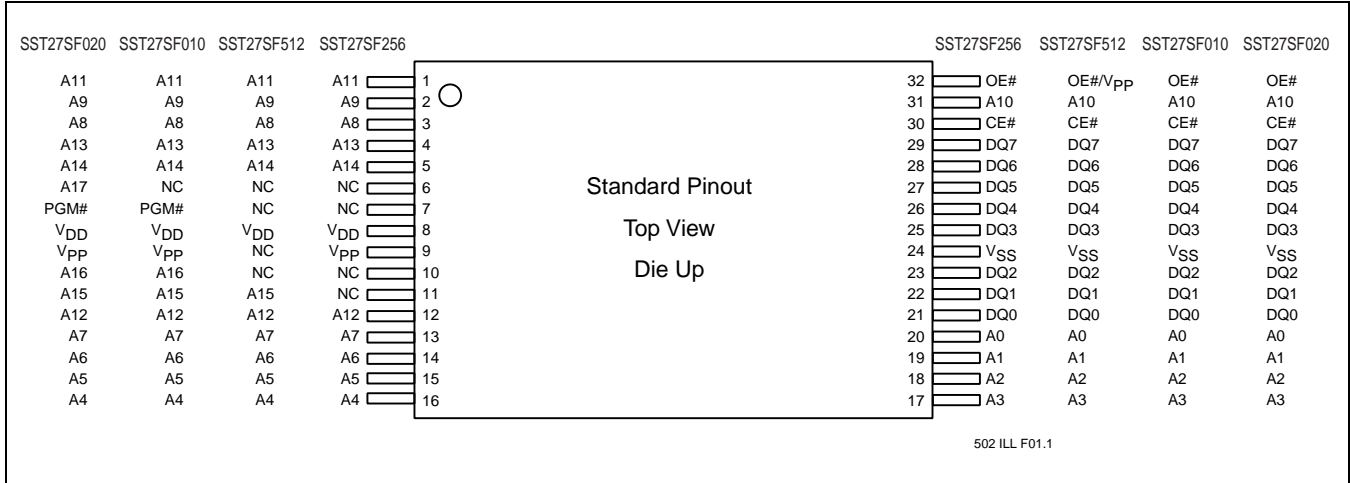 SST27SF020 SST27SF010 SST27SF512 SST27SF256 SST27SF256 SST27SF512 SST27SF010 SST27SF020
A11 A11 A11 A11 1 32 OE# OE#/VPP OE# OE#
A9 A9 A9 A9 2 31 A10 A10 A10 A10
A8 A8 A8 A8 3 30 CE# CE# CE# CE#
A13 A13 A13 A13 4 29 DQ7 DQ7 DQ7 DQ7
A14 A14 A14 A14 5 28 DQ6 DQ6 DQ6 DQ6
A17 NC NC NC 6 Standard Pinout 27 DQ5 DQ5 DQ5 DQ5
PGM# PGM# NC NC 7 26 DQ4 DQ4 DQ4 DQ4
VDD VDD VDD VDD 8 Top View 25 DQ3 DQ3 DQ3 DQ3
VPP VPP NC VPP 9 24 VSS VSS VSS VSS
A16 A16 NC NC 10 Die Up 23 DQ2 DQ2 DQ2 DQ2
A15 A15 A15 NC 11 22 DQ1 DQ1 DQ1 DQ1
A12 A12 A12 A12 12 21 DQ0 DQ0 DQ0 DQ0
A7 A7 A7 A7 13 20 A0 A0 A0 A0
A6 A6 A6 A6 14 19 A1 A1 A1 A1
A5 A5 A5 A5 15 18 A2 A2 A2 A2
A4 A4 A4 A4 16 17 A3 A3 A3 A3
502 ILL F01.1